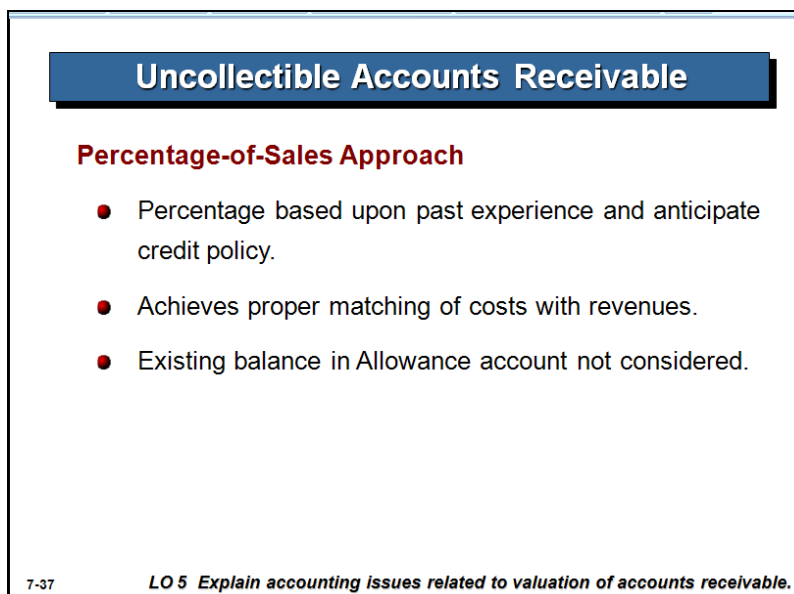 Uncollectible Accounts Receivable
Percentage-of-Sales Approach
Percentage based upon past experience and anticipate
credit policy.
Achieves proper matching of costs with revenues.
Existing balance in Allowance account not considered.
7-37
LO 5 Explain accounting issues related to valuation of accounts receivable.